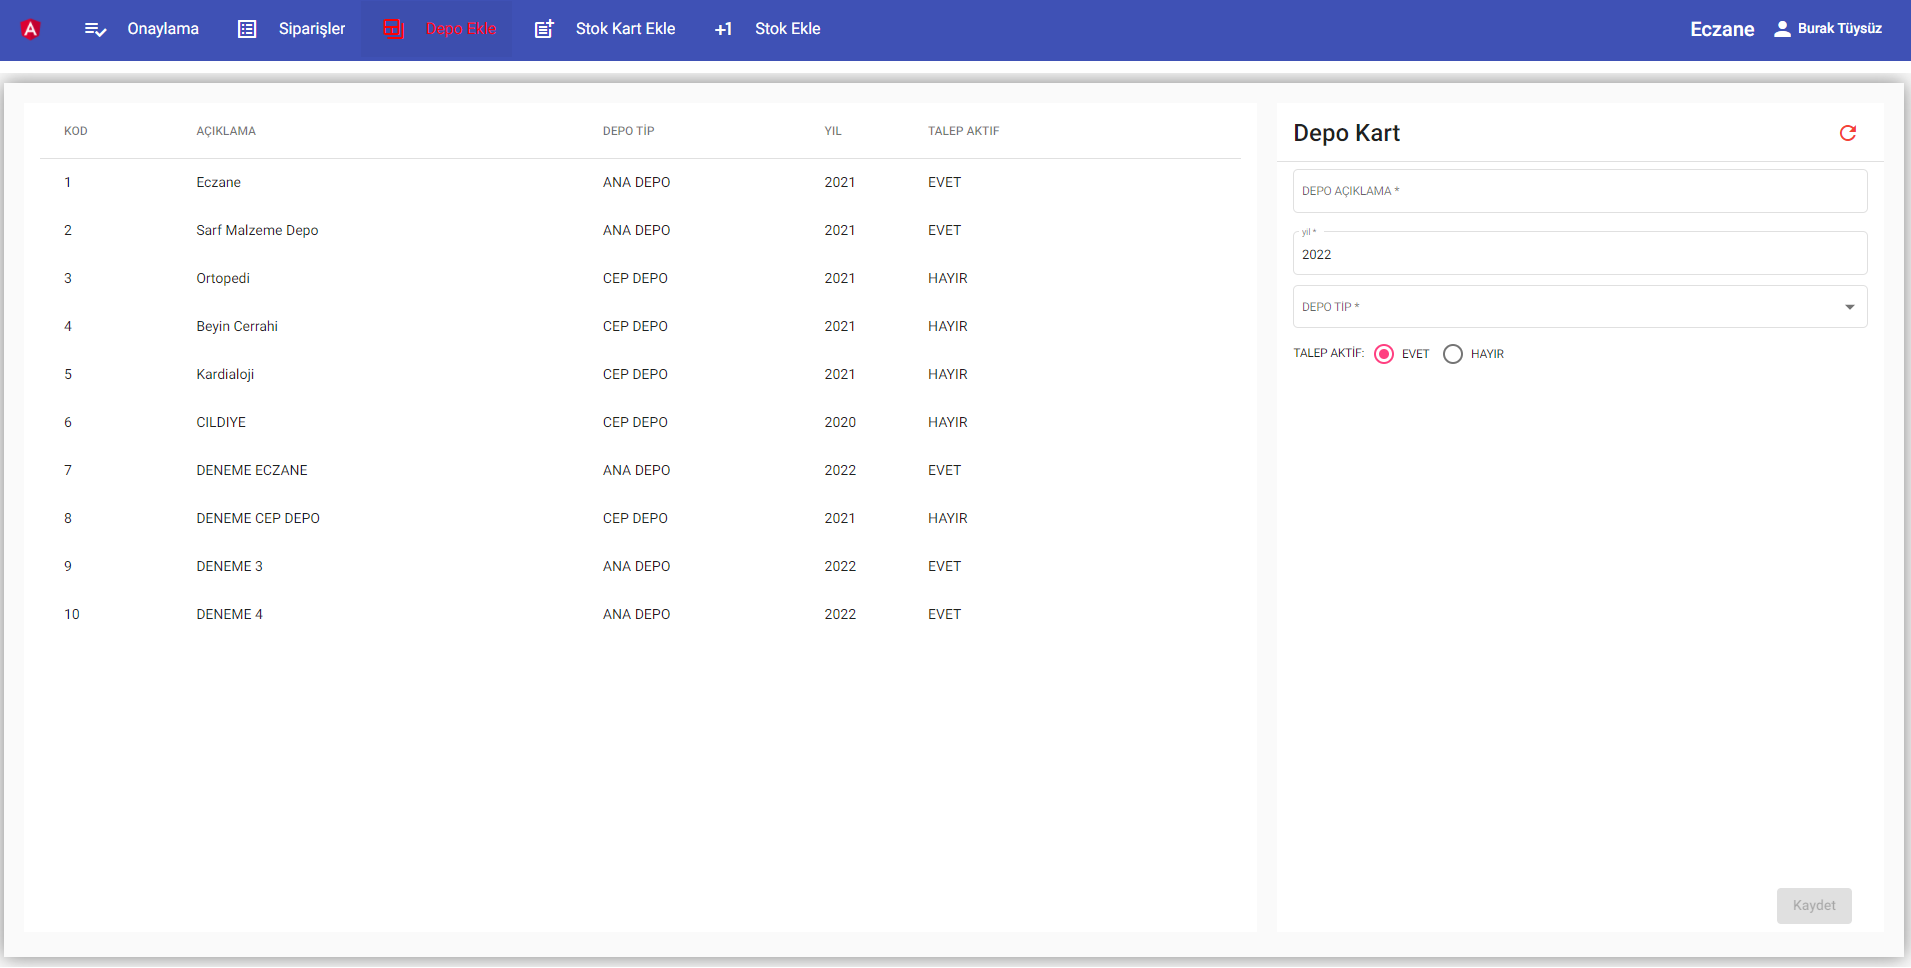 A Onaylama Siparişler Depo Ekle Stok Kart Ekle +1 Stok Ekle Eczane Burak Tüysüz
KOD AÇIKLAMA DEPO TİP YIL TALEP AKTIF
1 Eczane ANA DEPO 2021 EVET
2 Sarf Malzeme Depo ANA DEPO 2021 EVET
3 Ortopedi CEP DEPO 2021 HAYIR
4 Beyin Cerrahi CEP DEPO 2021 HAYIR
5 Kardialoji CEP DEPO 2021 HAYIR
6 CILDIYE CEP DEPO 2020 HAYIR
7 DENEME ECZANE ANA DEPO 2022 EVET
8 DENEME CEP DEPO CEP DEPO 2021 HAYIR
9 DENEME 3 ANA DEPO 2022 EVET
10 DENEME 4 ANA DEPO 2022 EVET
Depo Kart
DEPO AÇIKLAMA *
yıl *
2022
DEPO TİP *
TALEP AKTİF: EVET HAYIR
Kaydet